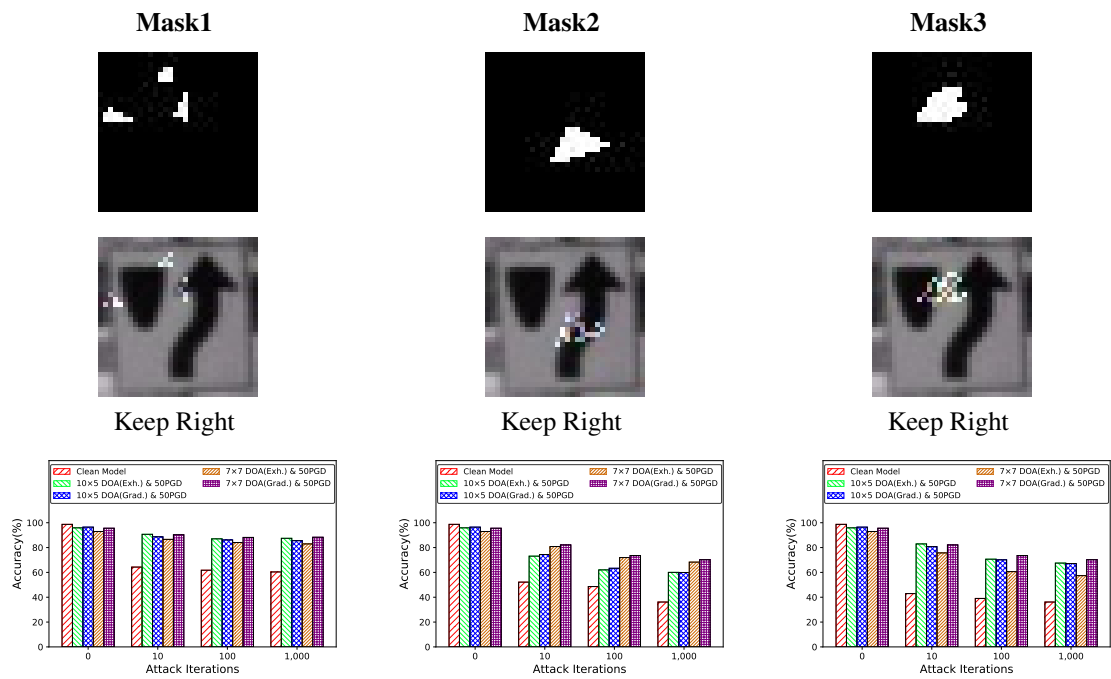 Mask1
Mask2
Mask3
Keep Right
Keep Right
Keep Right
Clean Model
10×5 DOA(Exh.) & 50PGD
10×5 DOA(Grad.) & 50PGD
7×7 DOA(Exh.) & 50PGD
7×7 DOA(Grad.) & 50PGD
Accuracy(%)
100
80
60
40
20
0
0 10 100 1,000
Attack Iterations
Clean Model
10×5 DOA(Exh.) & 50PGD
10×5 DOA(Grad.) & 50PGD
7×7 DOA(Exh.) & 50PGD
7×7 DOA(Grad.) & 50PGD
Accuracy(%)
100
80
60
40
20
0
0 10 100 1,000
Attack Iterations
Clean Model
10×5 DOA(Exh.) & 50PGD
10×5 DOA(Grad.) & 50PGD
7×7 DOA(Exh.) & 50PGD
7×7 DOA(Grad.) & 50PGD
Accuracy(%)
100
80
60
40
20
0
0 10 100 1,000
Attack Iterations